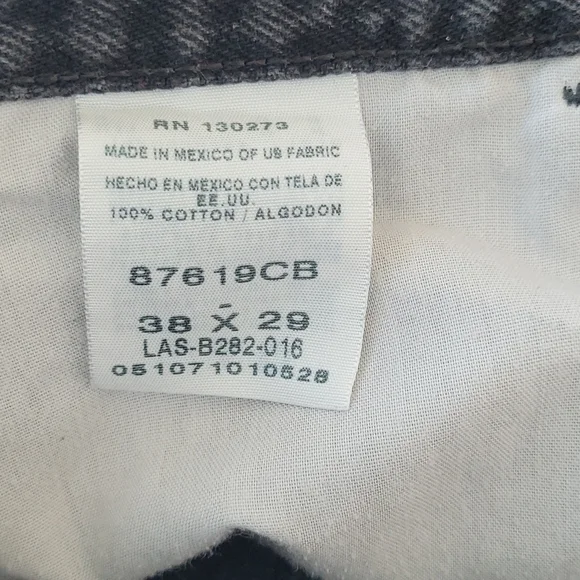 RN 130273
MADE IN MEXICO OF US FABRIC
HECHO EN MEXICO CON TELA DE
EE.UU.
100% COTTON / ALGODON
87619CB
-
38 X 29
LAS-B282-016
051071010528